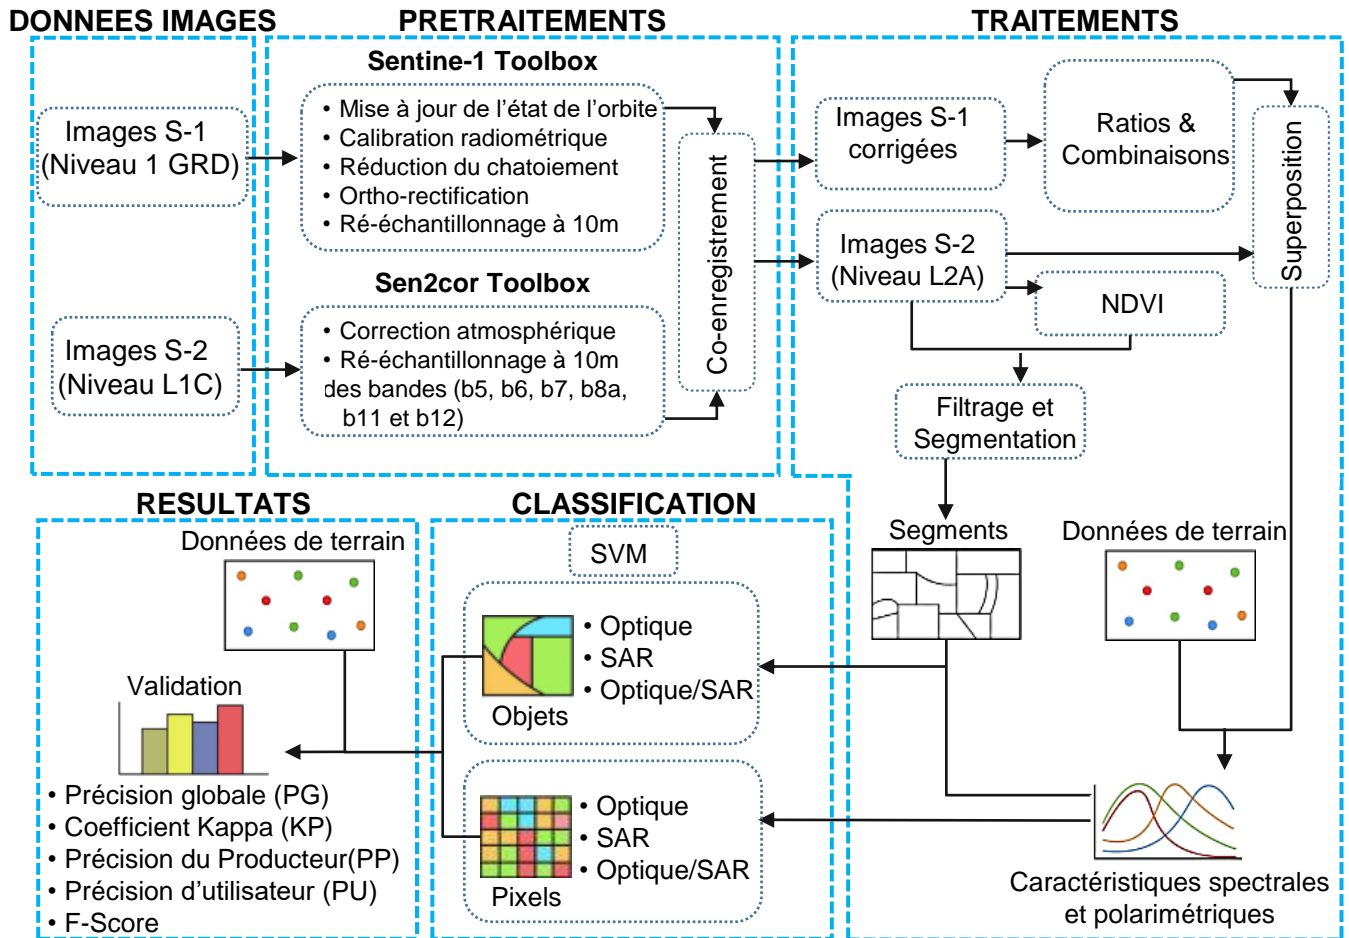 DONNEES IMAGES
PRETRAITEMENTS
TRAITEMENTS
Images S-1
(Niveau 1 GRD)
Images S-2
(Niveau L1C)
Sentine-1 Toolbox
• Mise à jour de l'état de l'orbite
• Calibration radiométrique
• Réduction du chatoiement
• Ortho-rectification
• Ré-échantillonnage à 10m
Sen2cor Toolbox
• Correction atmosphérique
• Ré-échantillonnage à 10m
des bandes (b5, b6, b7, b8a,
b11 et b12)
Co-enregistrement
Images S-1
corrigées
Ratios &
Combinaisons
Superposition
Images S-2
(Niveau L2A)
NDVI
Filtrage et
Segmentation
Segments
Données de terrain
Caractéristiques spectrales
et polarimétriques
CLASSIFICATION
SVM
• Optique
• SAR
• Optique/SAR
Objets
• Optique
• SAR
• Optique/SAR
Pixels
RESULTATS
Données de terrain
Validation
• Précision globale (PG)
• Coefficient Kappa (KP)
• Précision du Producteur(PP)
• Précision d'utilisateur (PU)
• F-Score